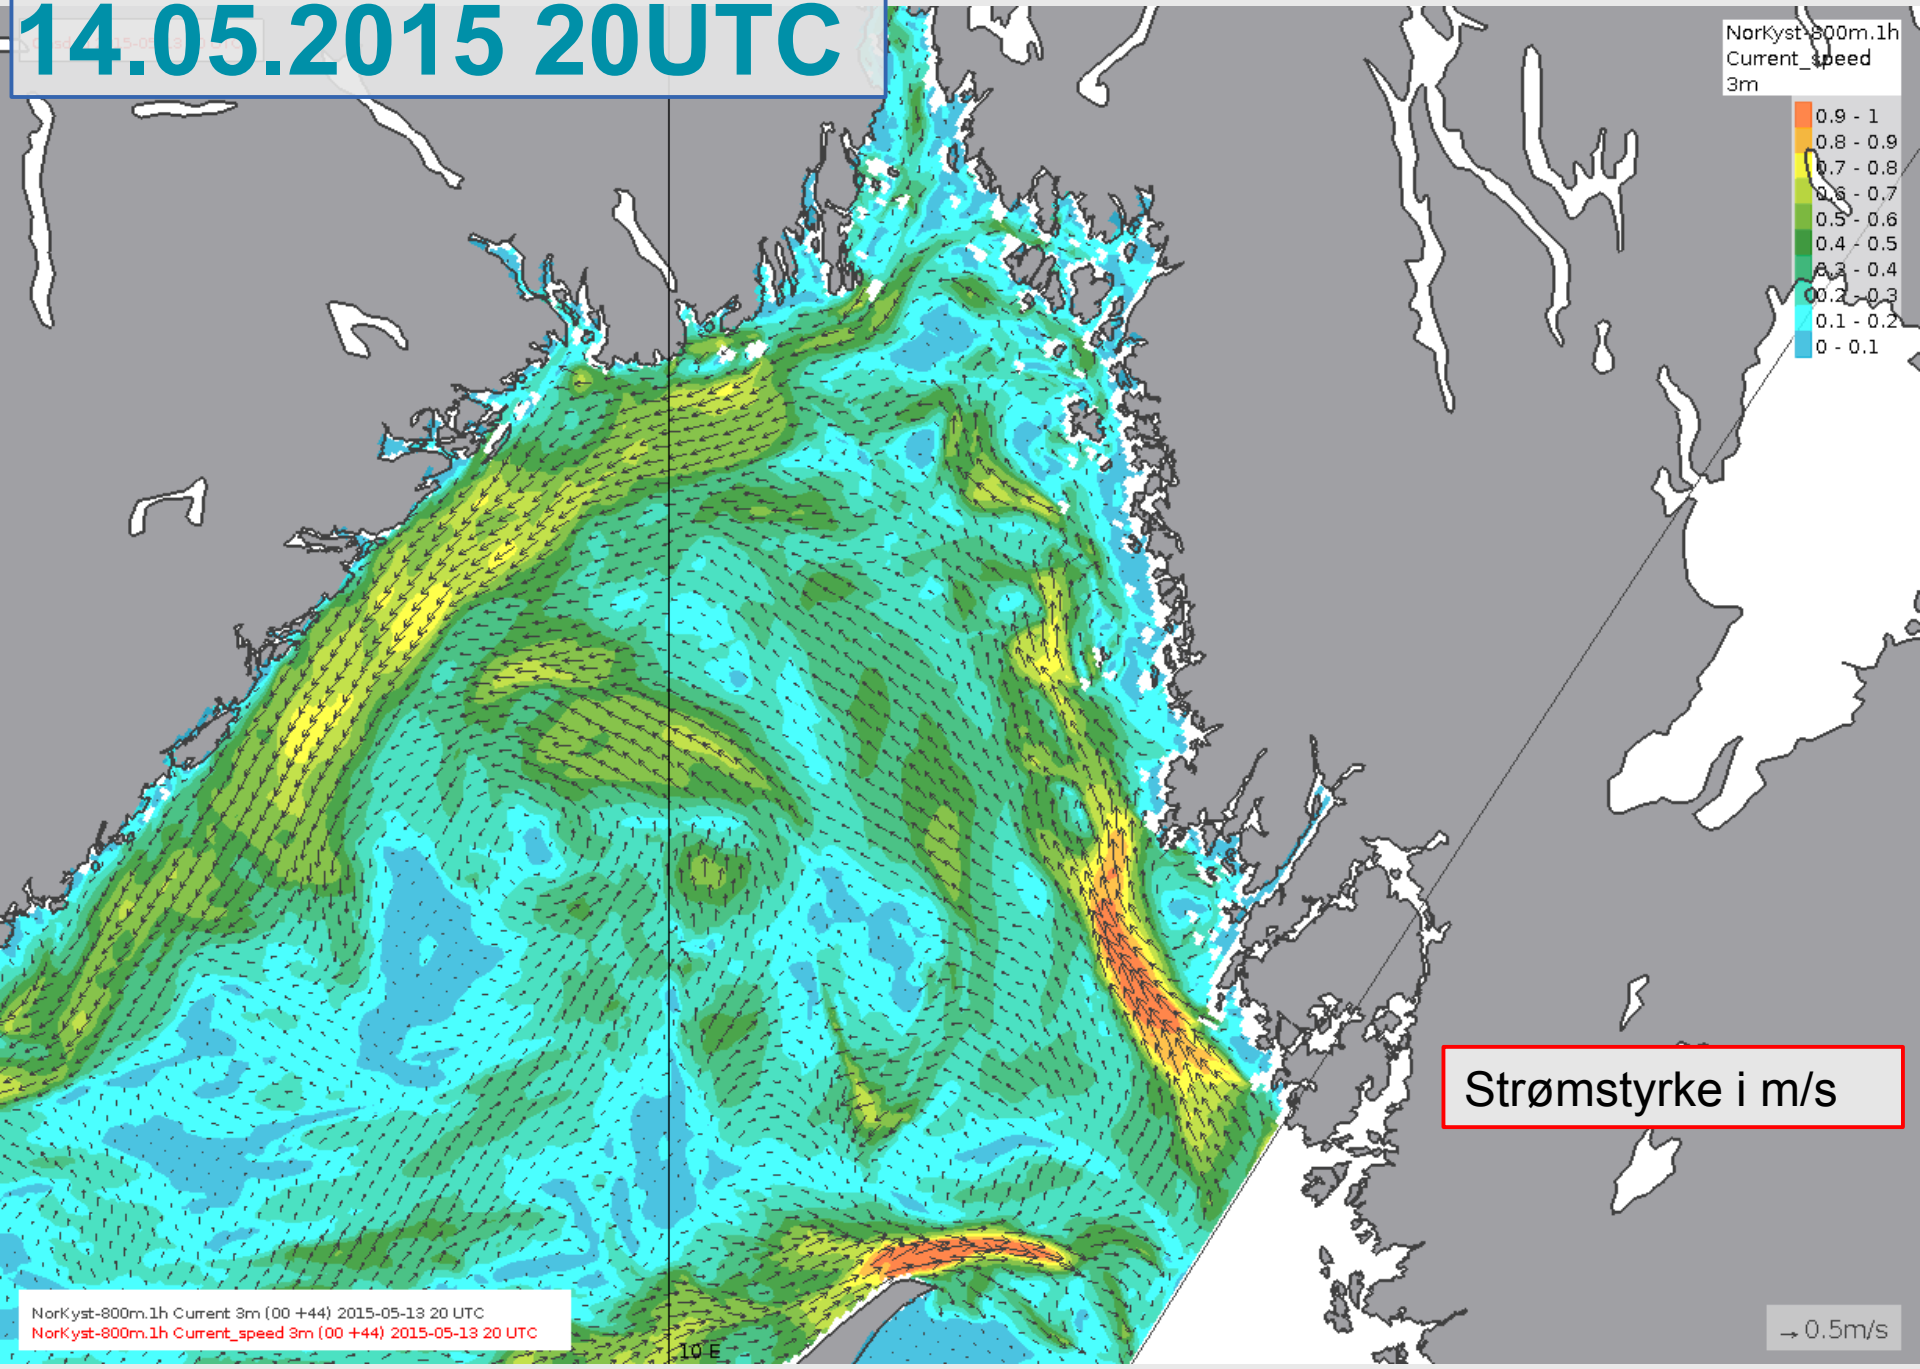 14.05.2015 20UTC
NorKyst-800m.1h
Current_speed
3m
0.9 - 1
0.8 - 0.9
0.7 - 0.8
0.6 - 0.7
0.5 - 0.6
0.4 - 0.5
0.3 - 0.4
0.2 - 0.3
0.1 - 0.2
0 - 0.1
Strømstyrke i m/s
NorKyst-800m.1h Current 3m (00 +44) 2015-05-13 20 UTC
NorKyst-800m.1h Current_speed 3m (00 +44) 2015-05-13 20 UTC
10 E
→ 0.5m/s